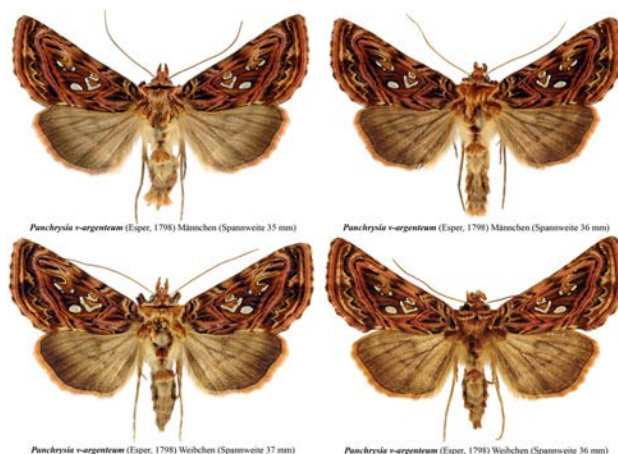 Panchrysia v-argenteum (Esper, 1798) Männchen (Spannweite 35 mm)
Panchrysia v-argenteum (Esper, 1798) Männchen (Spannweite 36 mm)
Panchrysia v-argenteum (Esper, 1798) Weibchen (Spannweite 37 mm)
Panchrysia v-argenteum (Esper, 1798) Weibchen (Spannweite 36 mm)